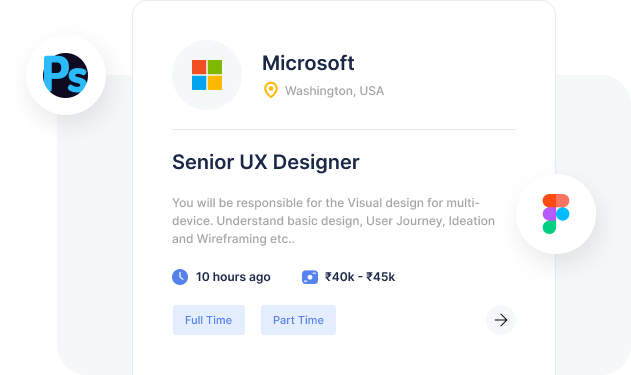 Ps
Microsoft
Washington, USA
Senior UX Designer
You will be responsible for the Visual design for multi-
device. Understand basic design, User Journey, Ideation
and Wireframing etc..
10 hours ago
₹40k - ₹45k
Full Time
Part Time